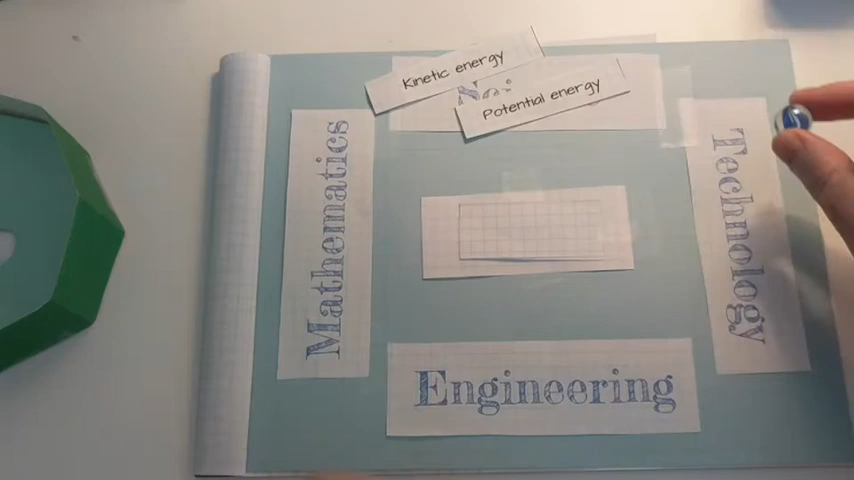 Kinetic energy
Potential energy
Mathematics
Technology
Engineering